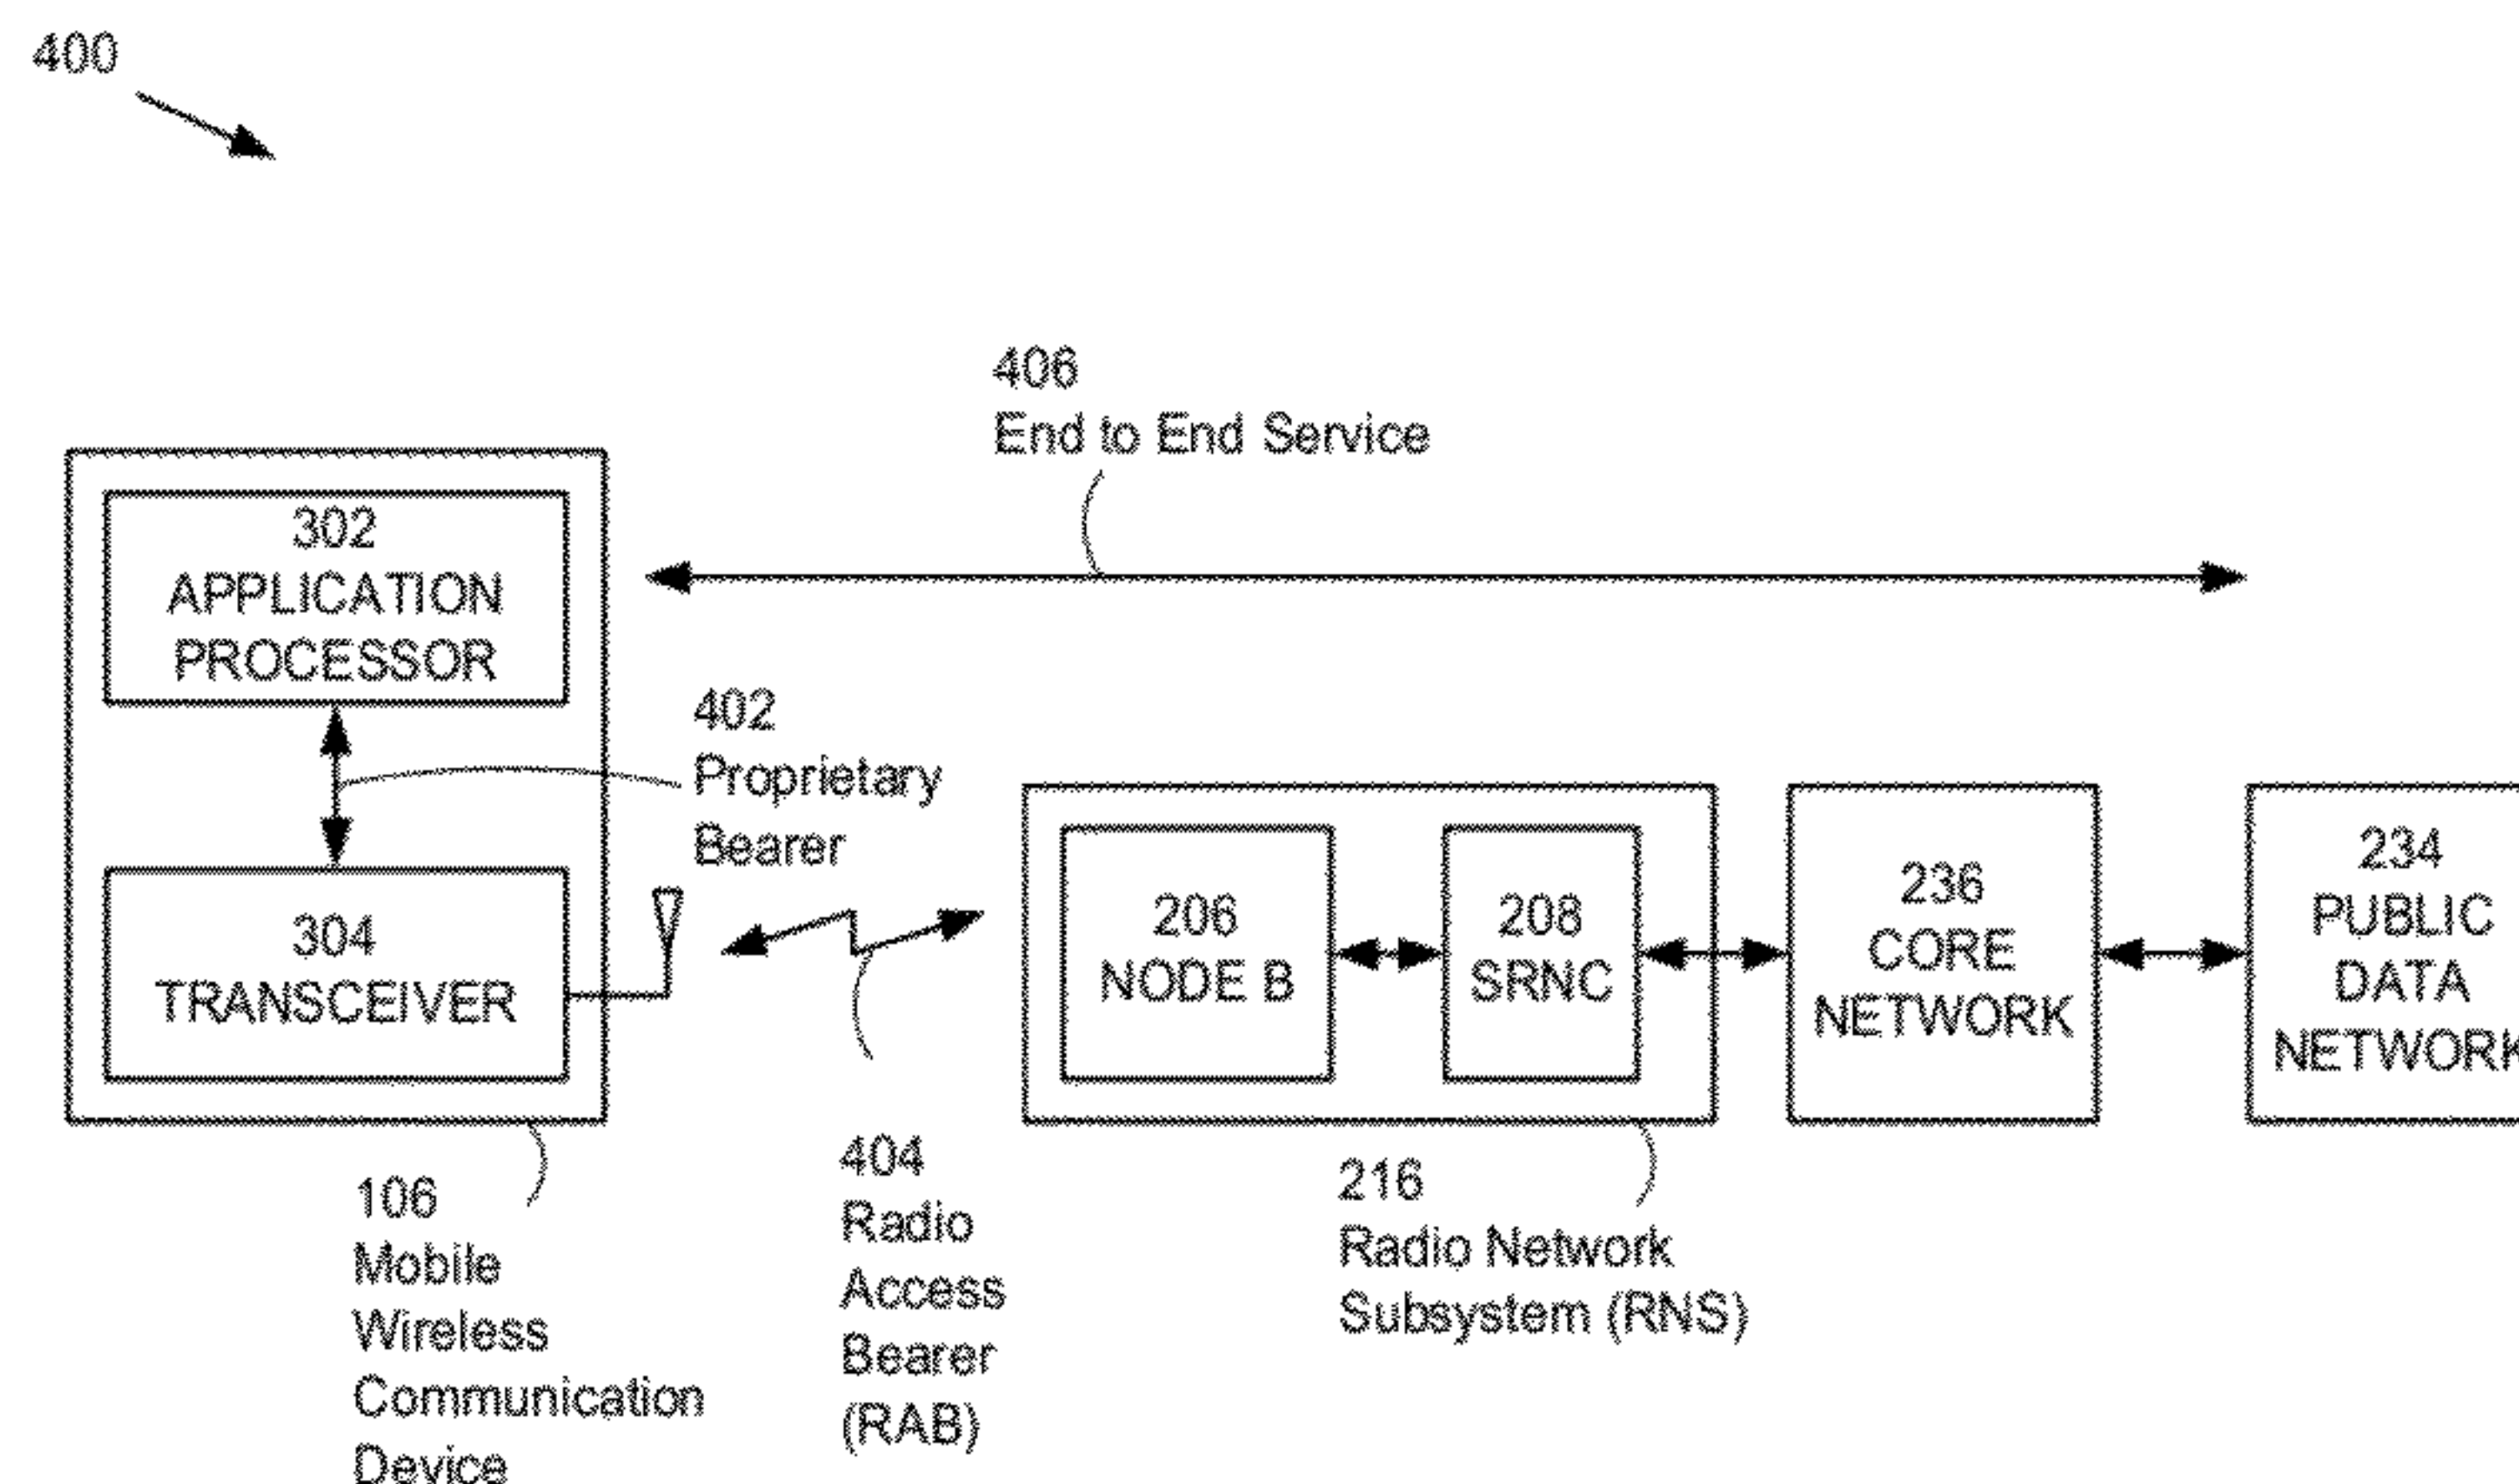 400
406
End to End Service
302
APPLICATION
PROCESSOR
402
Proprietary
Bearer
304
TRANSCEIVER
206
NODE B
208
SRNC
236
CORE
NETWORK
234
PUBLIC
DATA
NETWORK
106
Mobile
Wireless
Communication
Device
404
Radio
Access
Bearer
(RAB)
216
Radio Network
Subsystem (RNS)